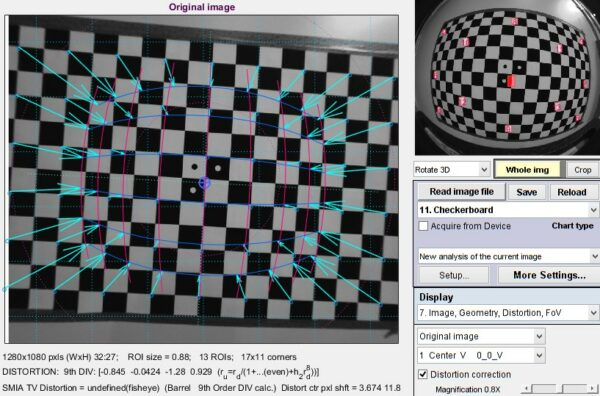 Original image
Rotate 3D
Whole img
Crop
Read image file
Save
Reload
11. Checkerboard
Acquire from Device
Chart type
New analysis of the current image
Setup...
More Settings...
Display
7. Image, Geometry, Distortion, FoV
Original image
1 Center V 0_0_V
Distortion correction
Magnification 0.8X
1280x1080 pxls (WxH) 32:27; ROI size = 0.88; 13 ROIs; 17x11 corners
DISTORTION: 9th DIV: [-0.845 -0.0424 -1.28 0.929 (r_u=r_d/(1+...(even)+h_2r_d^8))]
SMIA TV Distortion = undefined(fisheye) (Barrel 9th Order DIV calc.) Distort ctr pxl shft = 3.674 11.8